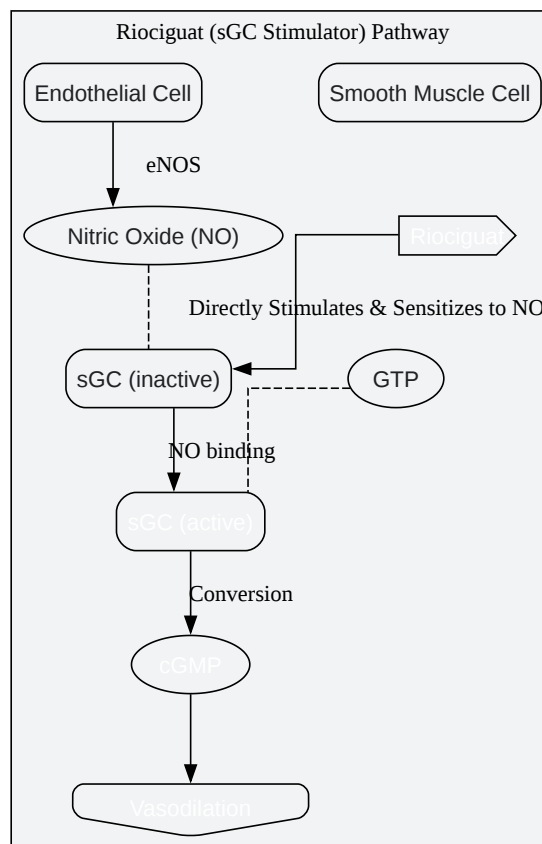 Riociguat (sGC Stimulator) Pathway
Endothelial Cell
Smooth Muscle Cell
eNOS
Nitric Oxide (NO)
Riociguat
Directly Stimulates & Sensitizes to NO
sGC (inactive)
GTP
NO binding
sGC (active)
Conversion
cGMP
Vasodilation